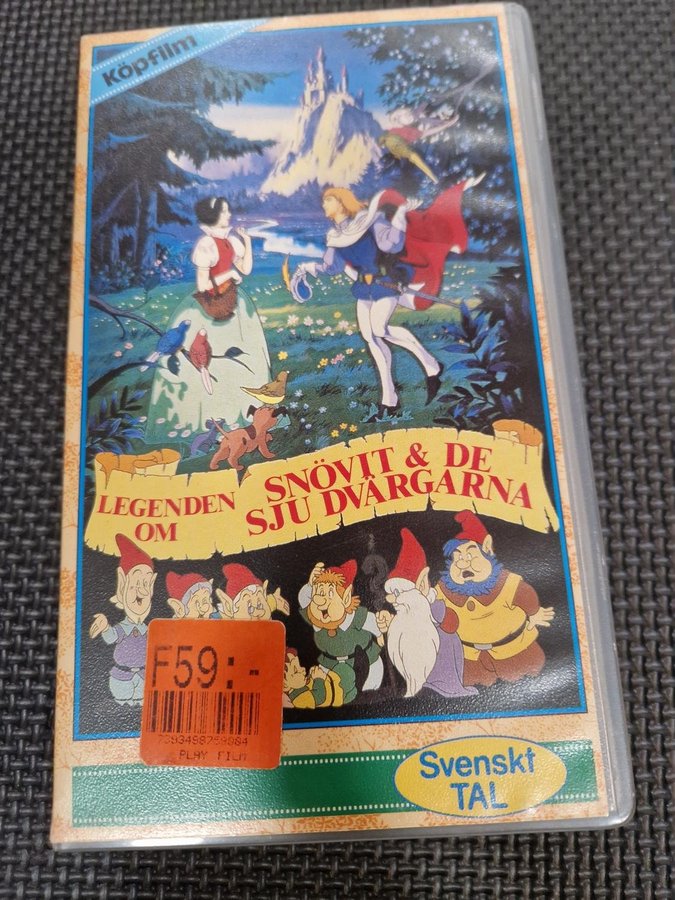 Köpfilm
LEGENDEN
OM
SNÖVIT & DE
SJU DVÄRGARNA
F59:-
PLAY FILM
Svenskt
TAL